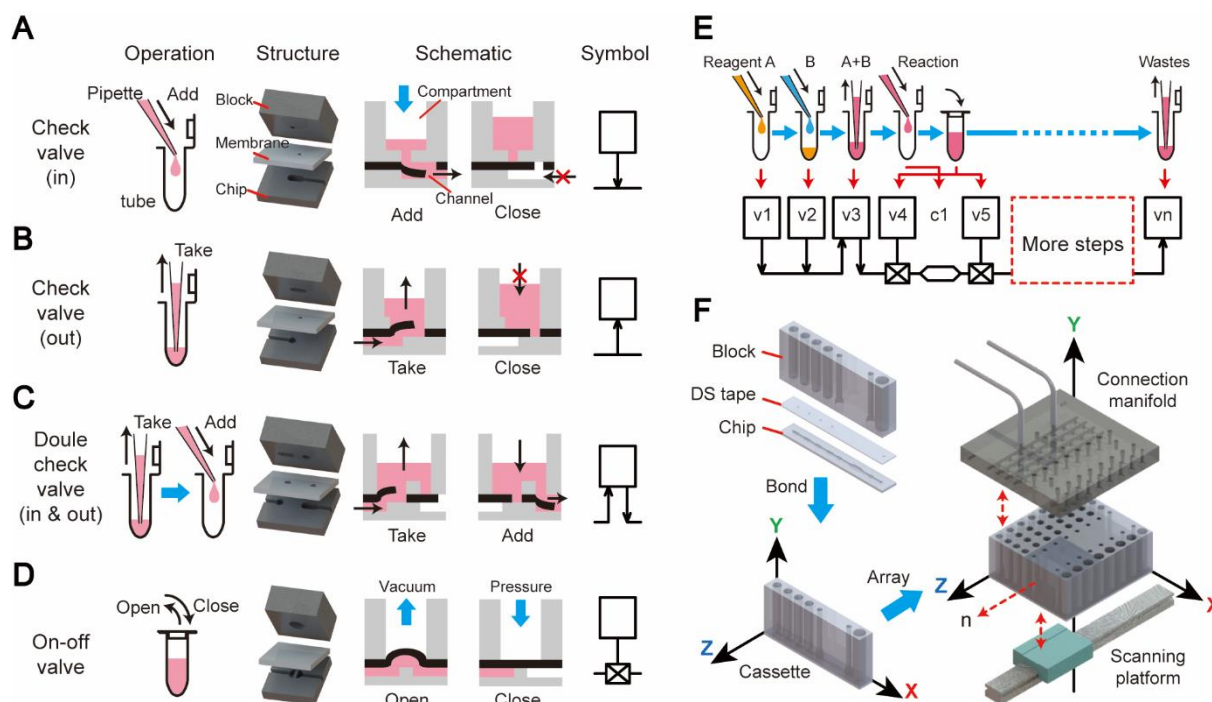 A
Operation
Structure
Schematic
Symbol
Check
valve
(in)
Pipette
Add
tube
Block
Membrane
Chip
Compartment
Channel
Add
Close
B
Check
valve
(out)
Take
Take
Close
C
Doule
check
valve
(in & out)
Take
Add
Take
Add
D
On-off
valve
Open
Close
Vacuum
Pressure
Open
Close
E
Reagent A
B
A+B
Reaction
Wastes
v1
v2
v3
v4
c1
v5
More steps
vn
F
Block
DS tape
Chip
Bond
Y
Z
X
Cassette
Array
Y
Connection
manifold
Z
X
n
Scanning
platform